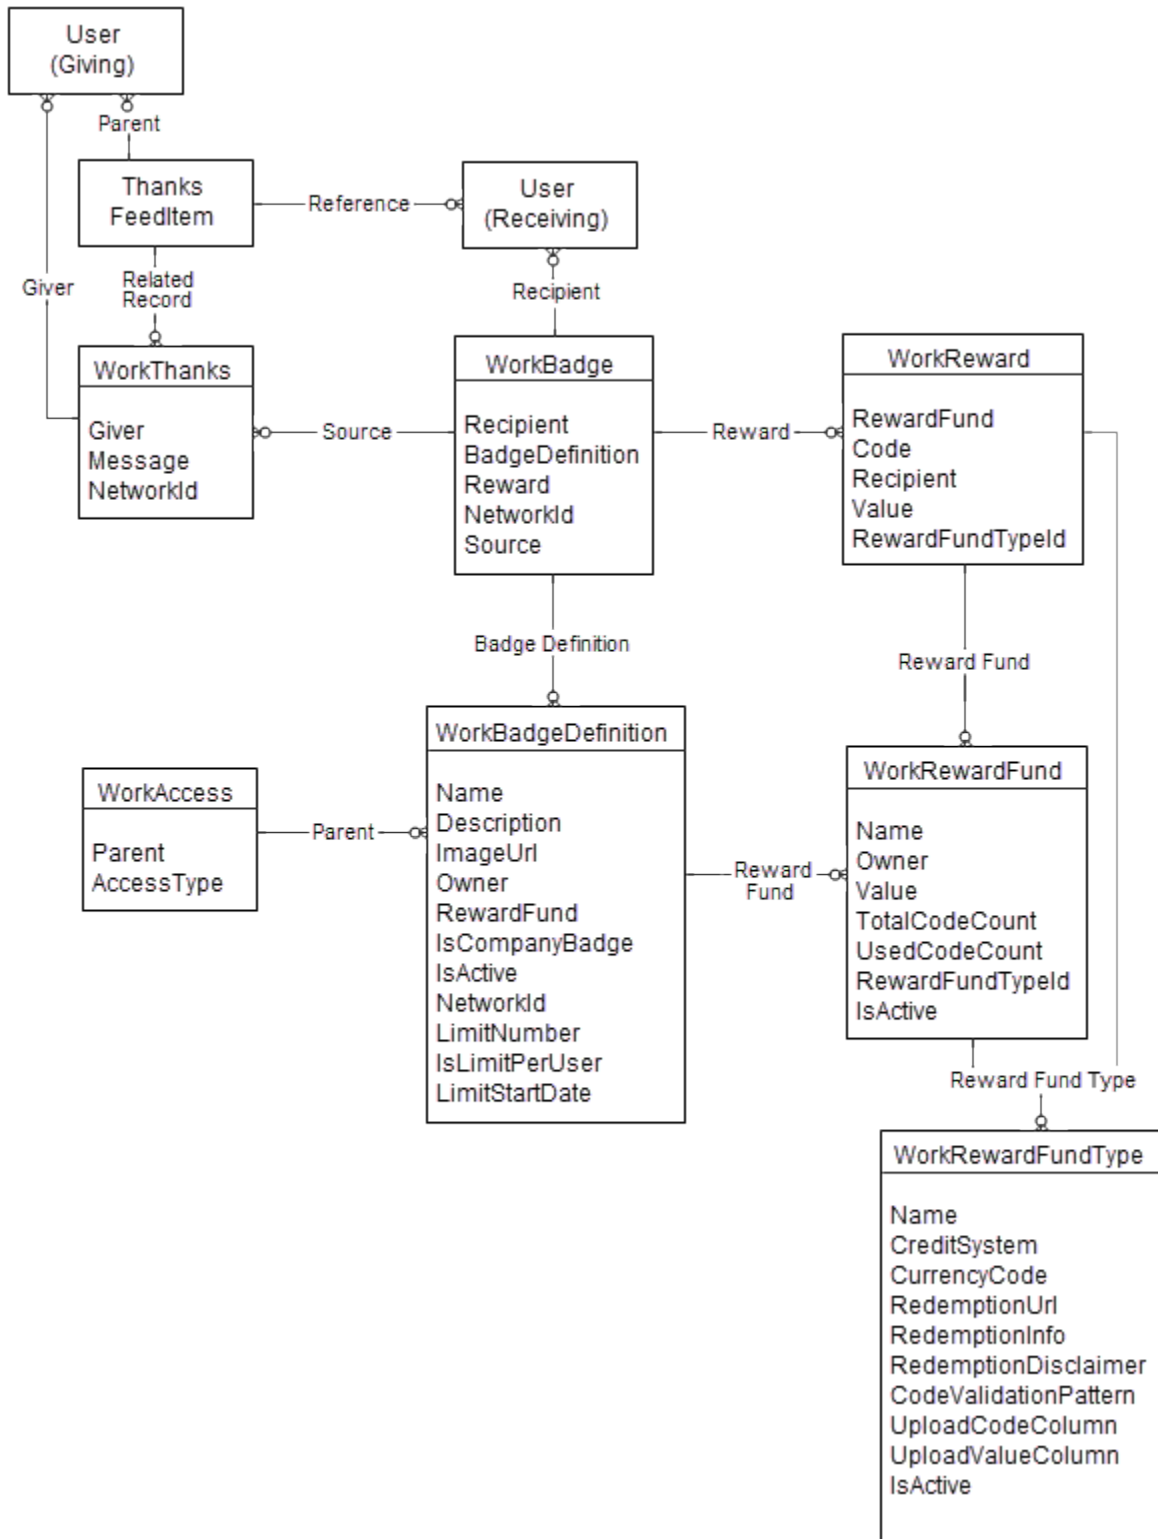 User
(Giving)
Parent
Thanks
FeedItem
Reference
User
(Receiving)
Giver
Related
Record
Recipient
WorkThanks
Giver
Message
NetworkId
Source
WorkBadge
Recipient
BadgeDefinition
Reward
NetworkId
Source
Reward
WorkReward
RewardFund
Code
Recipient
Value
RewardFundTypeId
Badge Definition
Reward Fund
WorkAccess
Parent
AccessType
Parent
WorkBadgeDefinition
Name
Description
ImageUrl
Owner
RewardFund
IsCompanyBadge
IsActive
NetworkId
LimitNumber
IsLimitPerUser
LimitStartDate
Reward
Fund
WorkRewardFund
Name
Owner
Value
TotalCodeCount
UsedCodeCount
RewardFundTypeId
IsActive
Reward Fund Type
WorkRewardFundType
Name
CreditSystem
CurrencyCode
RedemptionUrl
RedemptionInfo
RedemptionDisclaimer
CodeValidationPattern
UploadCodeColumn
UploadValueColumn
IsActive